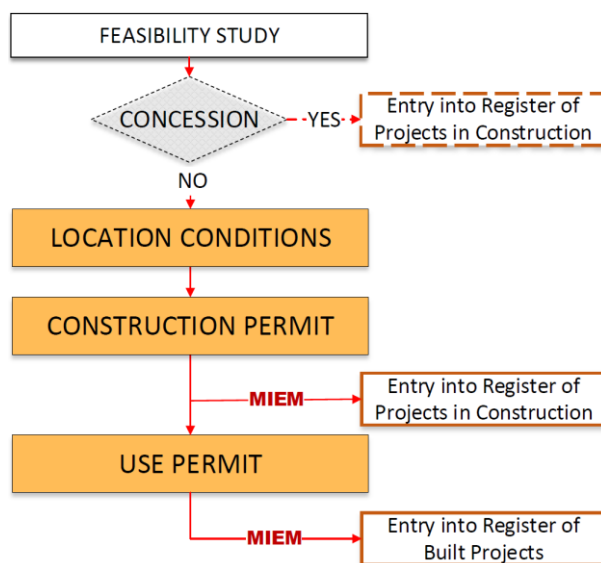 FEASIBILITY STUDY
CONCESSION
YES
Entry into Register of
Projects in Construction
NO
LOCATION CONDITIONS
CONSTRUCTION PERMIT
MIEM
Entry into Register of
Projects in Construction
USE PERMIT
MIEM
Entry into Register of
Built Projects